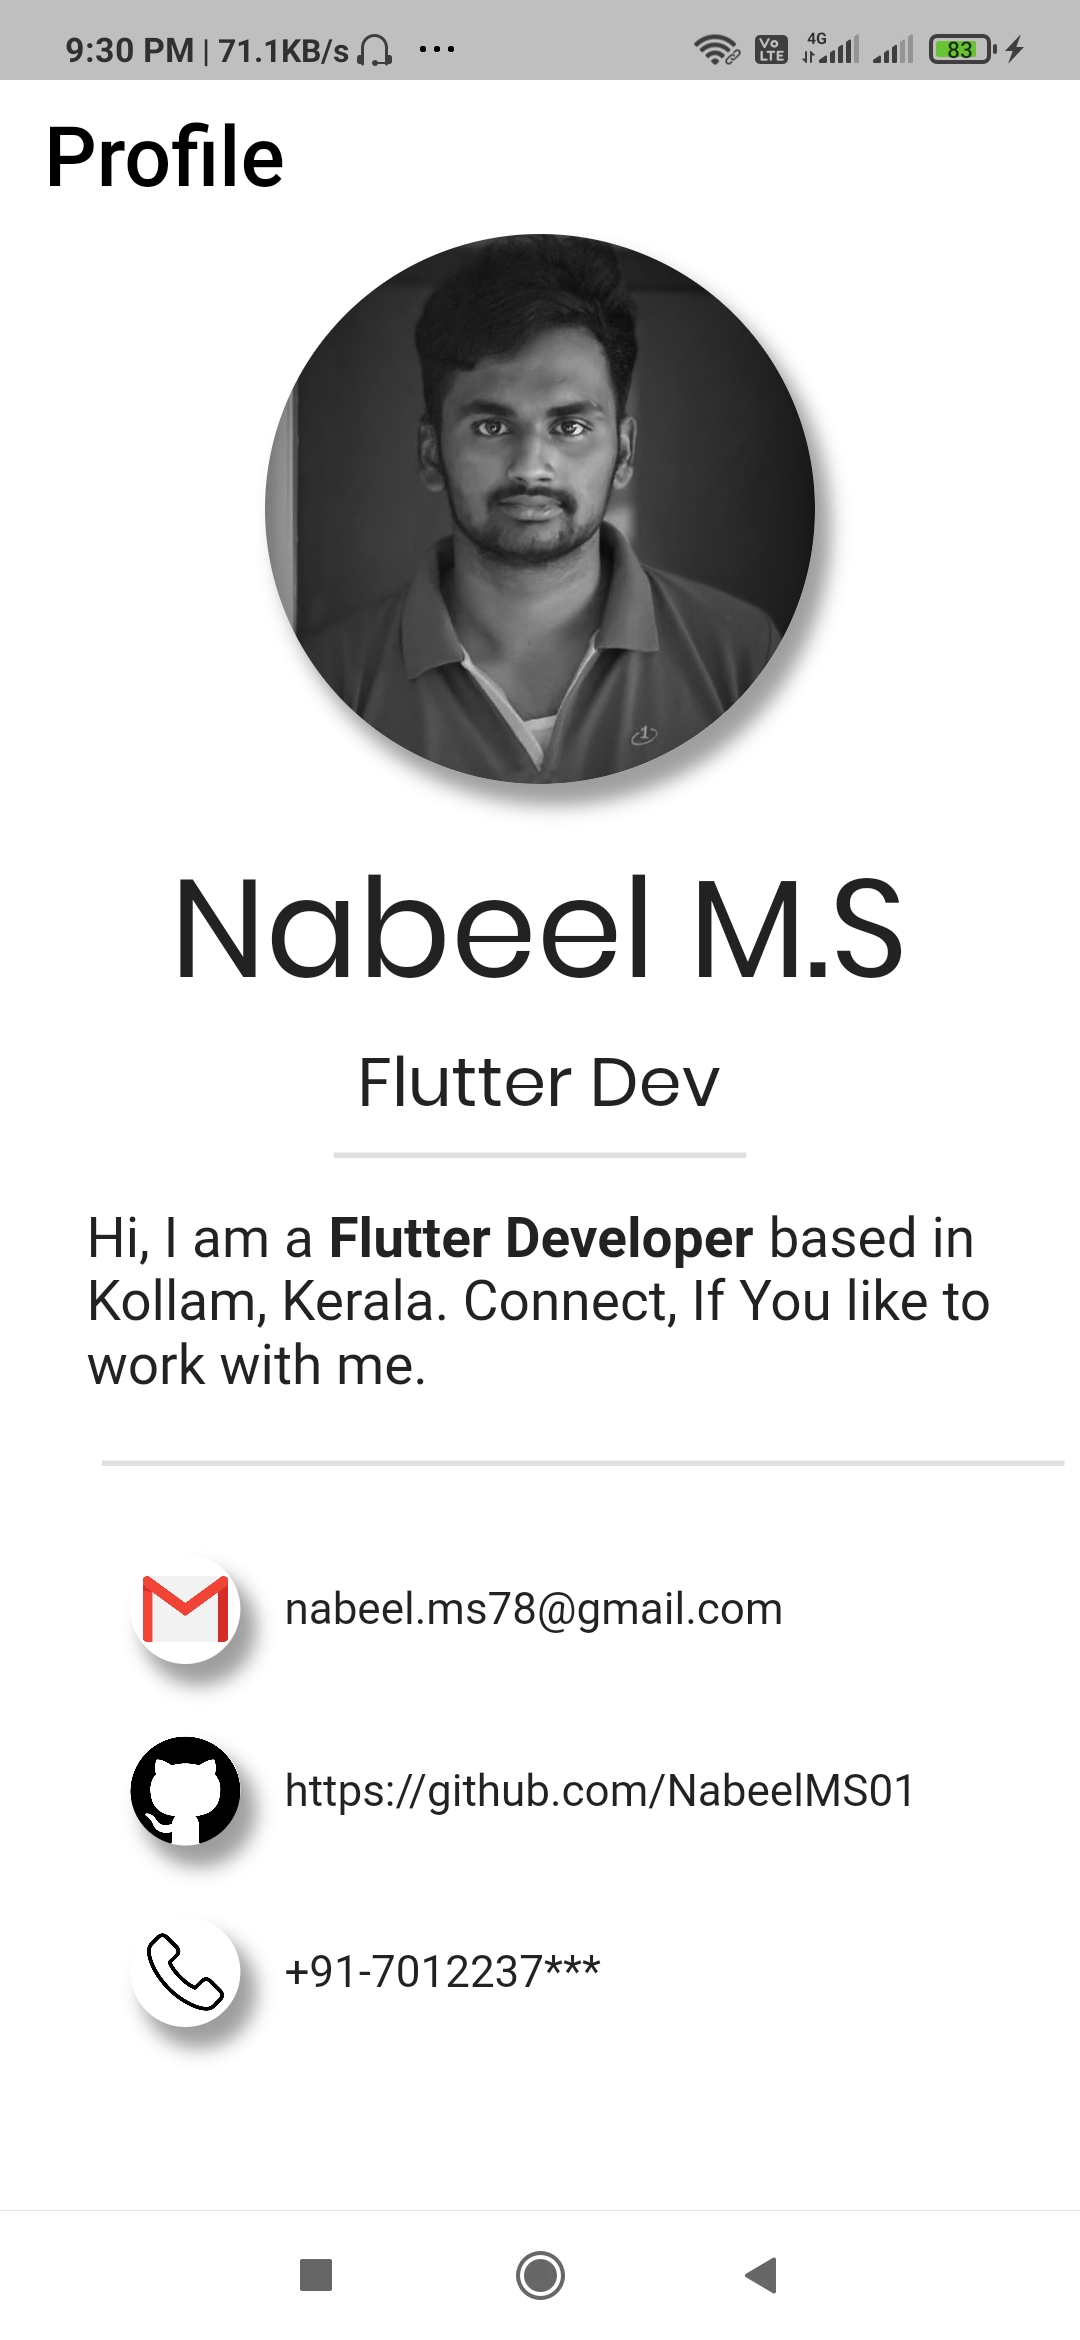 9:30 PM | 71.1KB/s ...
Vo LTE 4G 83
Profile
1
Nabeel M.S
Flutter Dev
Hi, I am a Flutter Developer based in
Kollam, Kerala. Connect, If You like to
work with me.
nabeel.ms78@gmail.com
https://github.com/NabeelMS01
+91-7012237***